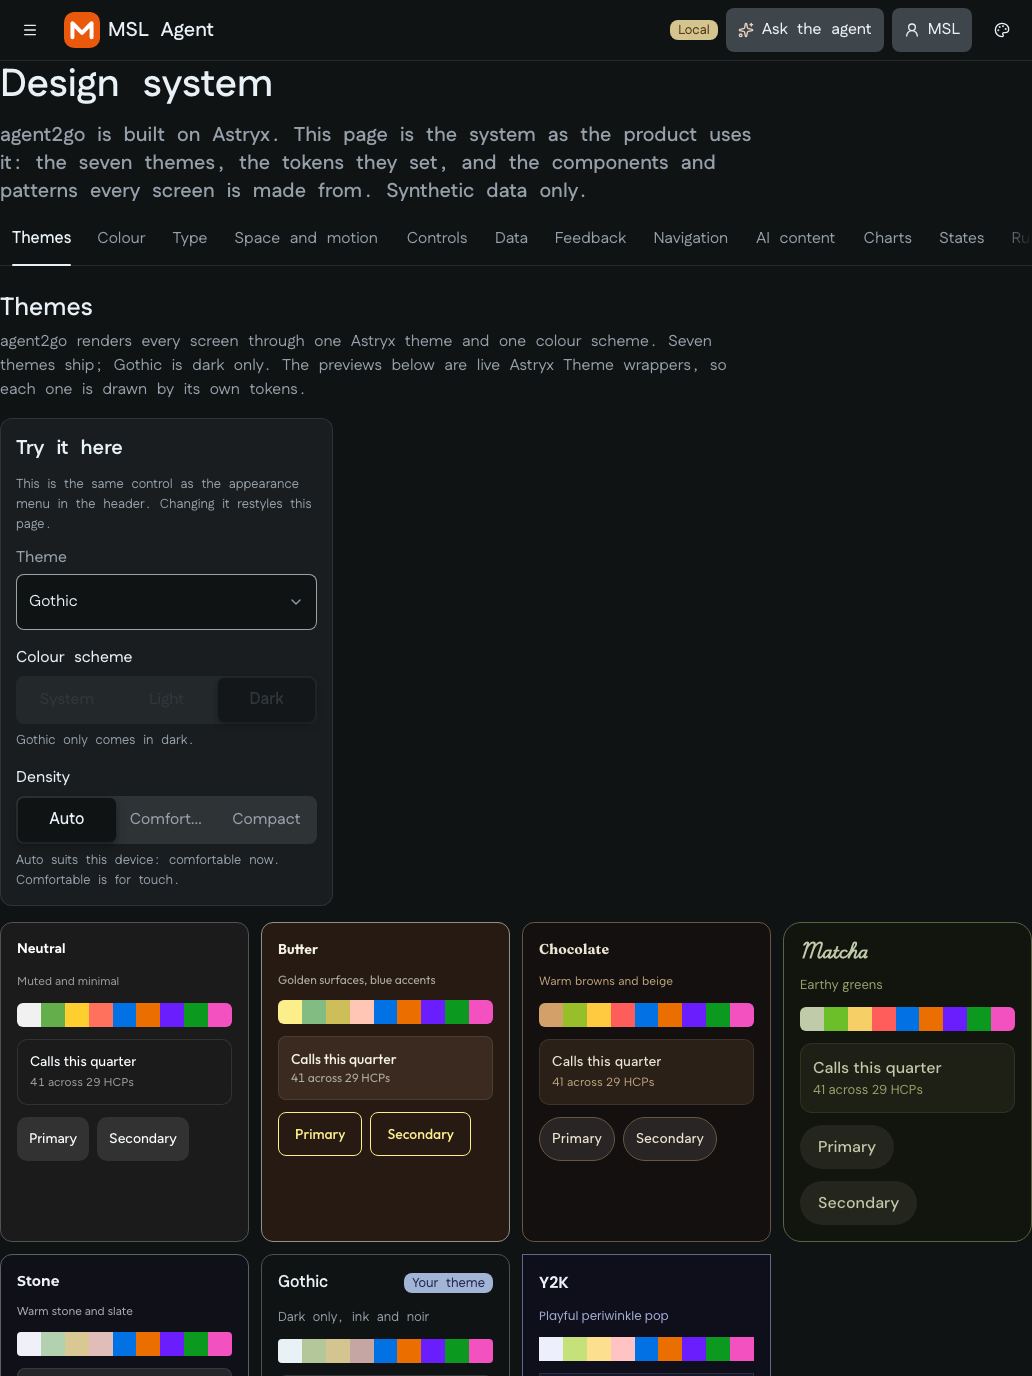 MSL Agent
Local
Ask the agent
MSL
Design system
agent2go is built on Astryx. This page is the system as the product uses
it: the seven themes, the tokens they set, and the components and
patterns every screen is made from. Synthetic data only.
Themes Colour Type Space and motion Controls Data Feedback Navigation AI content Charts States Ru
Themes
agent2go renders every screen through one Astryx theme and one colour scheme. Seven
themes ship; Gothic is dark only. The previews below are live Astryx Theme wrappers, so
each one is drawn by its own tokens.
Try it here
This is the same control as the appearance
menu in the header. Changing it restyles this
page.
Theme
Gothic
Colour scheme
System Light Dark
Gothic only comes in dark.
Density
Auto Comfort... Compact
Auto suits this device: comfortable now.
Comfortable is for touch.
Neutral
Muted and minimal
Calls this quarter
41 across 29 HCPs
Primary Secondary
Butter
Golden surfaces, blue accents
Calls this quarter
41 across 29 HCPs
Primary Secondary
Chocolate
Warm browns and beige
Calls this quarter
41 across 29 HCPs
Primary Secondary
Matcha
Earthy greens
Calls this quarter
41 across 29 HCPs
Primary
Secondary
Stone
Warm stone and slate
Gothic
Your theme
Dark only, ink and noir
Y2K
Playful periwinkle pop